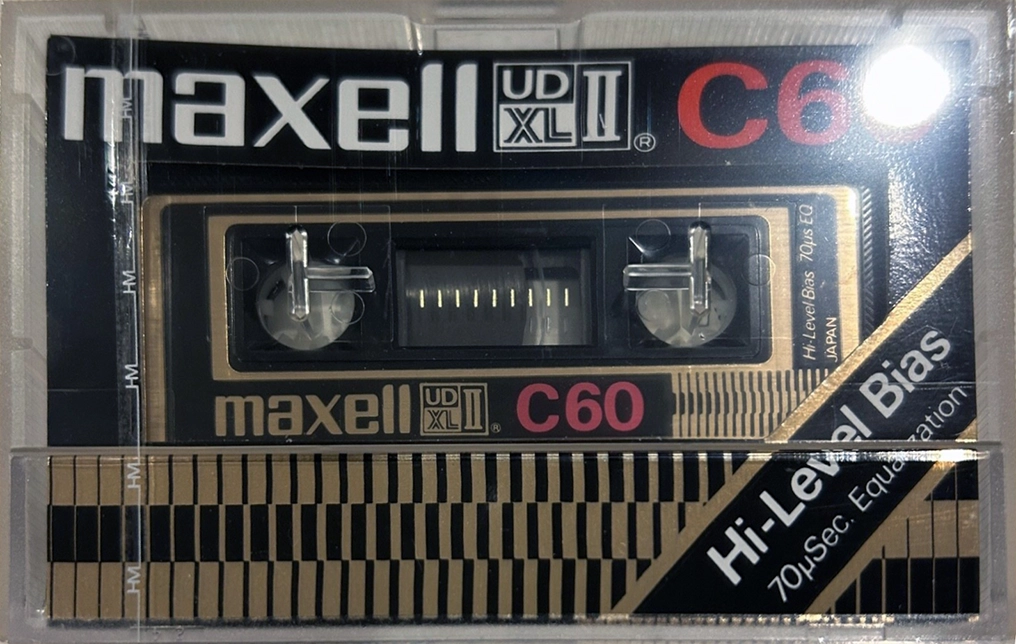 maxell UD XL II ® C60
Hi-Level Bias 70µs EQ
JAPAN
maxell UD XL II ® C60
Hi-Level Bias
70µSec. Equalization
HM
HM
HM
HM
HM
HM
HM